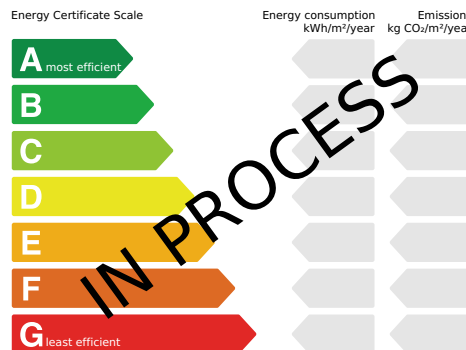 Energy Certificate Scale
Energy consumption
kWh/m²/year
Emission
kg CO₂/m²/year
A most efficient
B
C
D
E
F
G least efficient
IN PROCESS